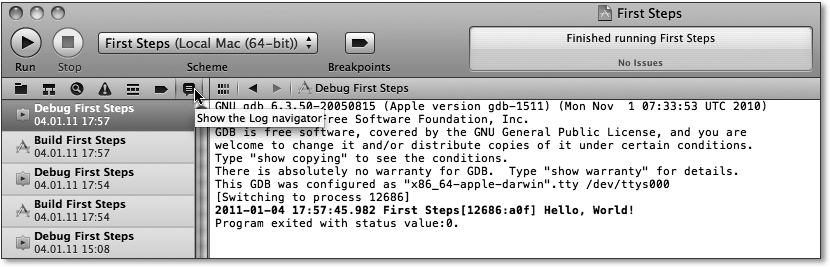 First Steps
Run
Stop
First Steps (Local Mac (64-bit))
Scheme
Breakpoints
Finished running First Steps
No Issues
Debug First Steps
Debug First Steps
04.01.11 17:57
Build First Steps
04.01.11 17:57
Debug First Steps
04.01.11 17:54
Build First Steps
04.01.11 17:54
Debug First Steps
04.01.11 15:08
Show the Log navigator
GNU gdb 6.3.50-20050815 (Apple version gdb-1511) (Mon Nov  1 07:33:53 UTC 2010)
ree Software Foundation, Inc.
GDB is free software, covered by the GNU General Public License, and you are
welcome to change it and/or distribute copies of it under certain conditions.
Type "show copying" to see the conditions.
There is absolutely no warranty for GDB.  Type "show warranty" for details.
This GDB was configured as "x86_64-apple-darwin".tty /dev/ttys000
[Switching to process 12686]
2011-01-04 17:57:45.982 First Steps[12686:a0f] Hello, World!
Program exited with status value:0.